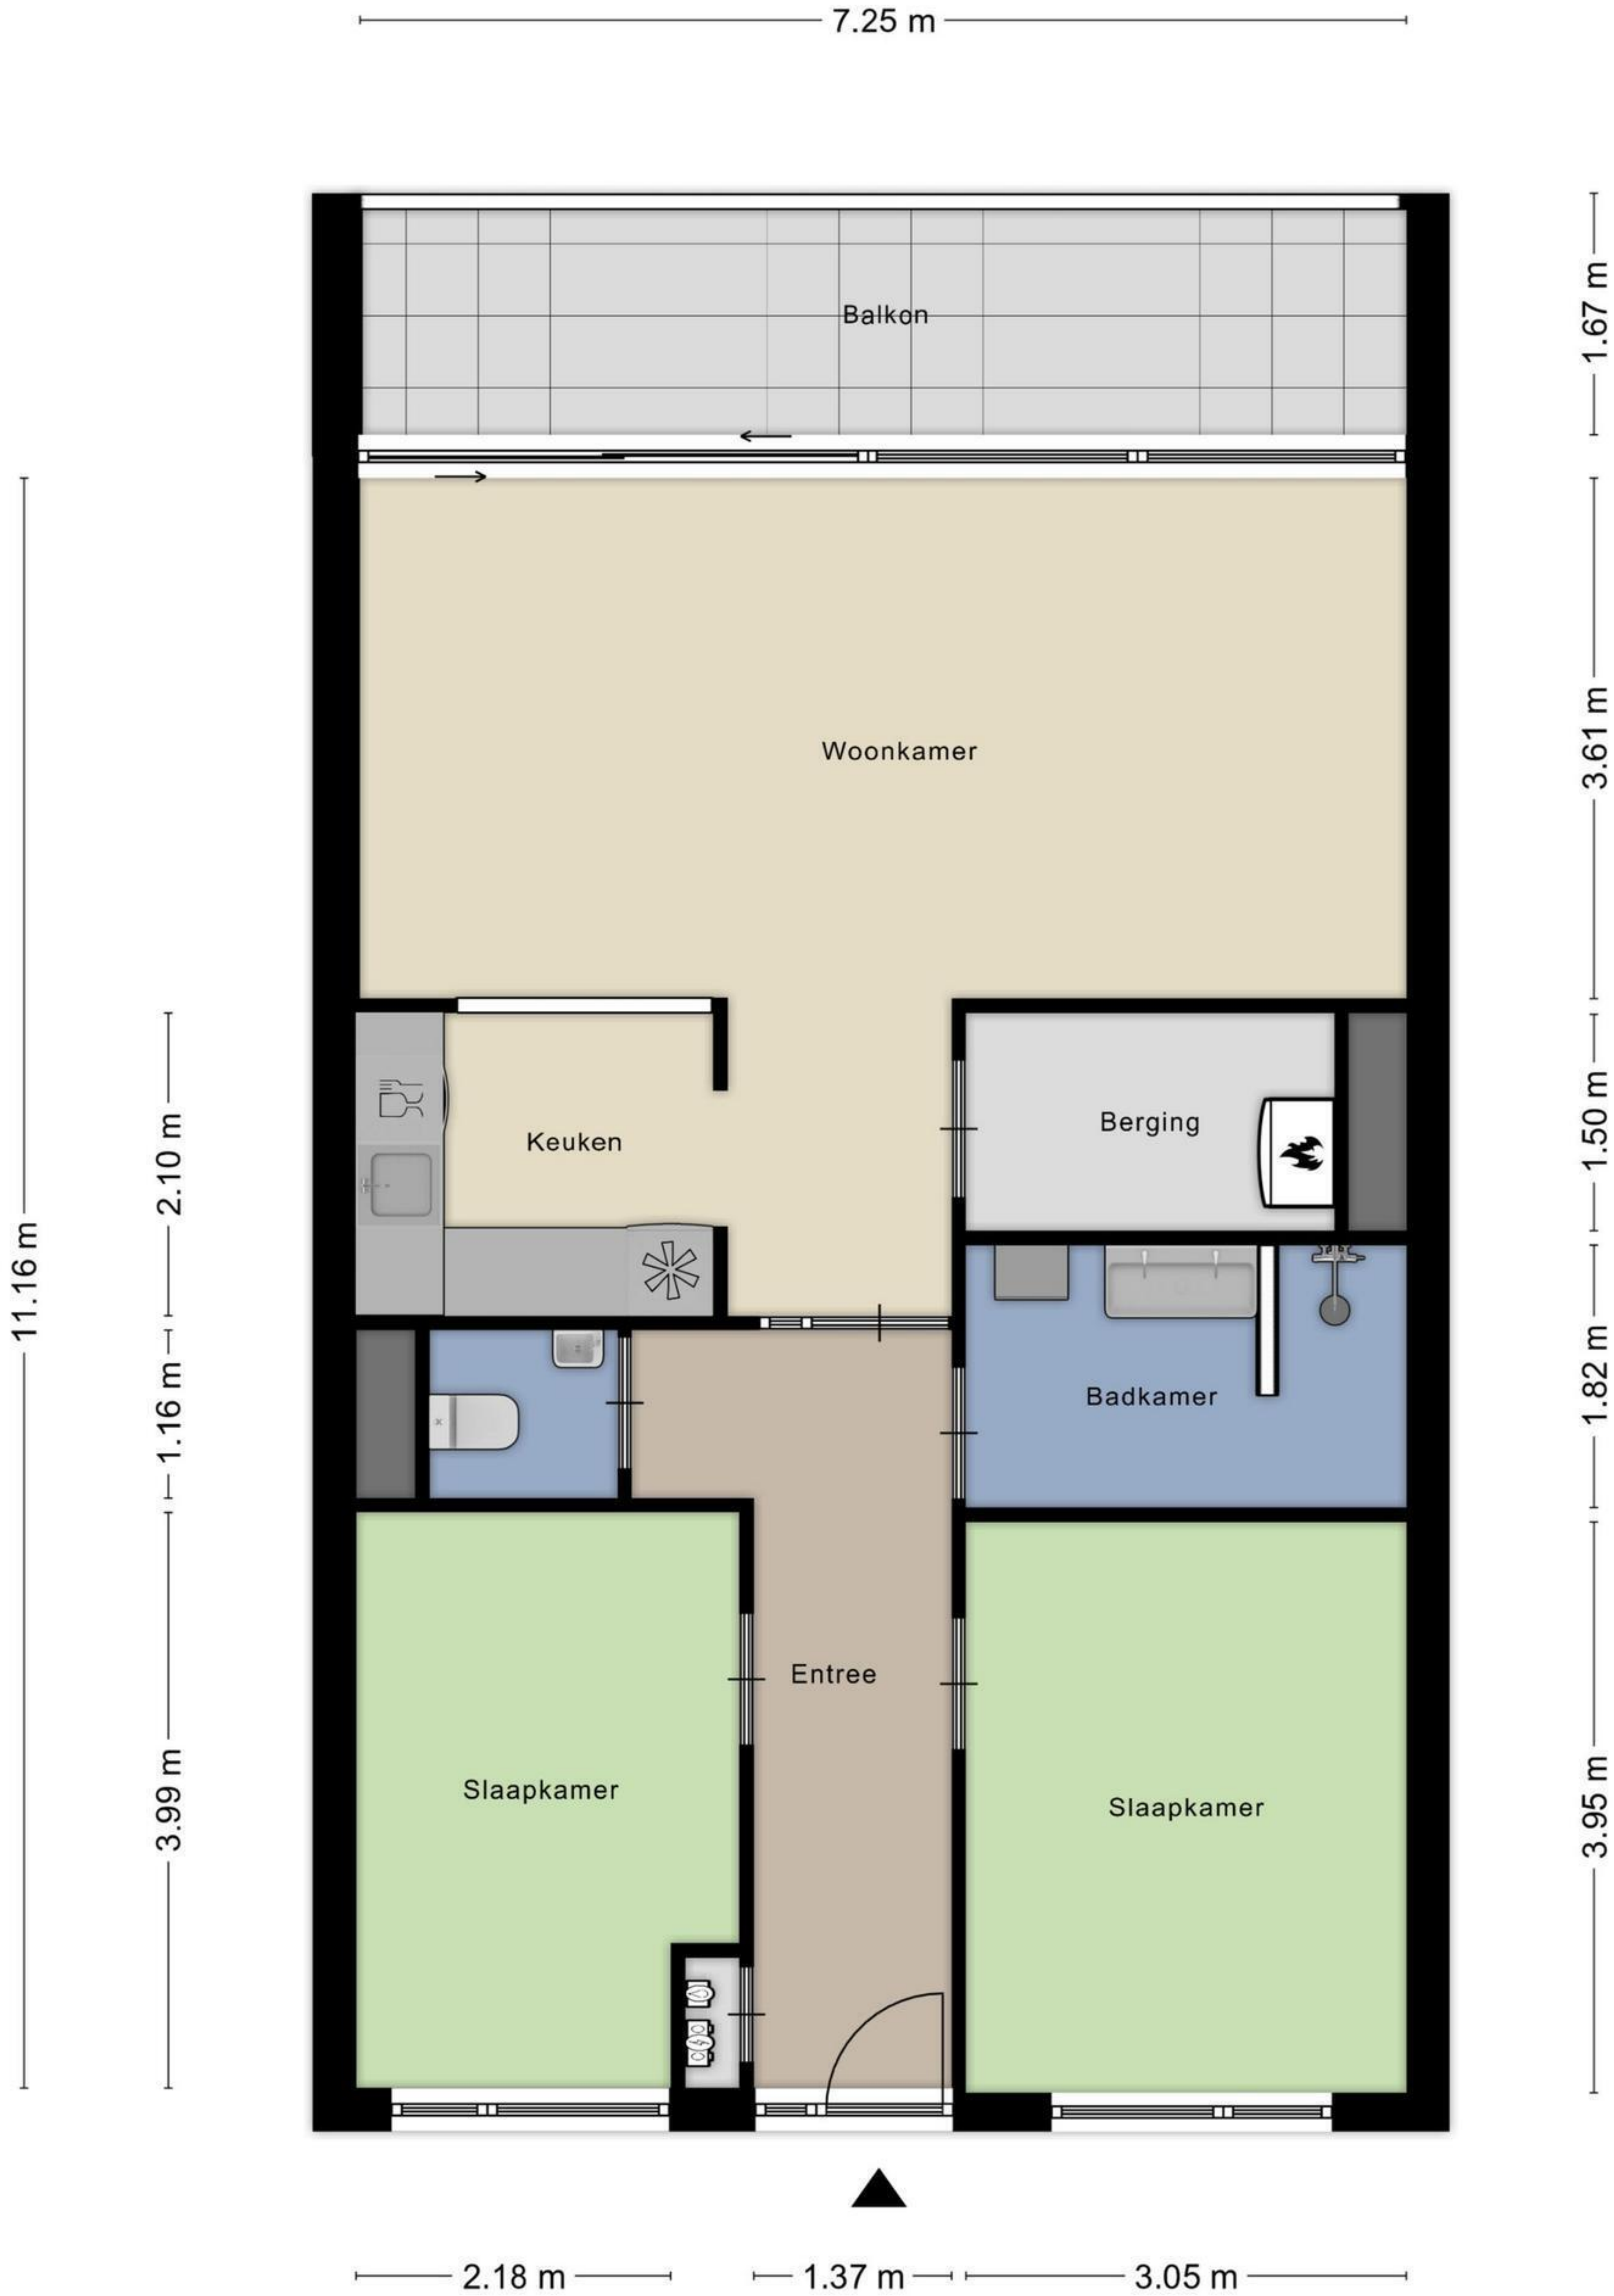 7.25 m
Balkon
1.67 m
Woonkamer
3.61 m
11.16 m
2.10 m
Keuken
Berging
1.50 m
1.16 m
Badkamer
1.82 m
3.99 m
Entree
Slaapkamer
Slaapkamer
3.95 m
2.18 m
1.37 m
3.05 m